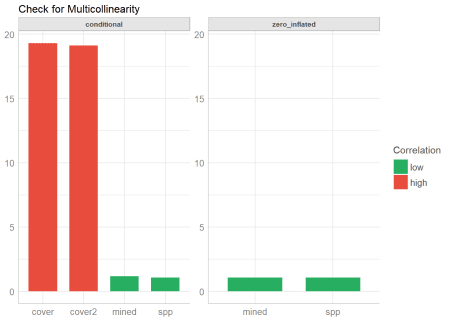 Check for Multicollinearity
conditional
zero_inflated
20
15
10
5
0
20
15
10
5
0
cover cover2 mined spp
mined spp
Correlation
low
high